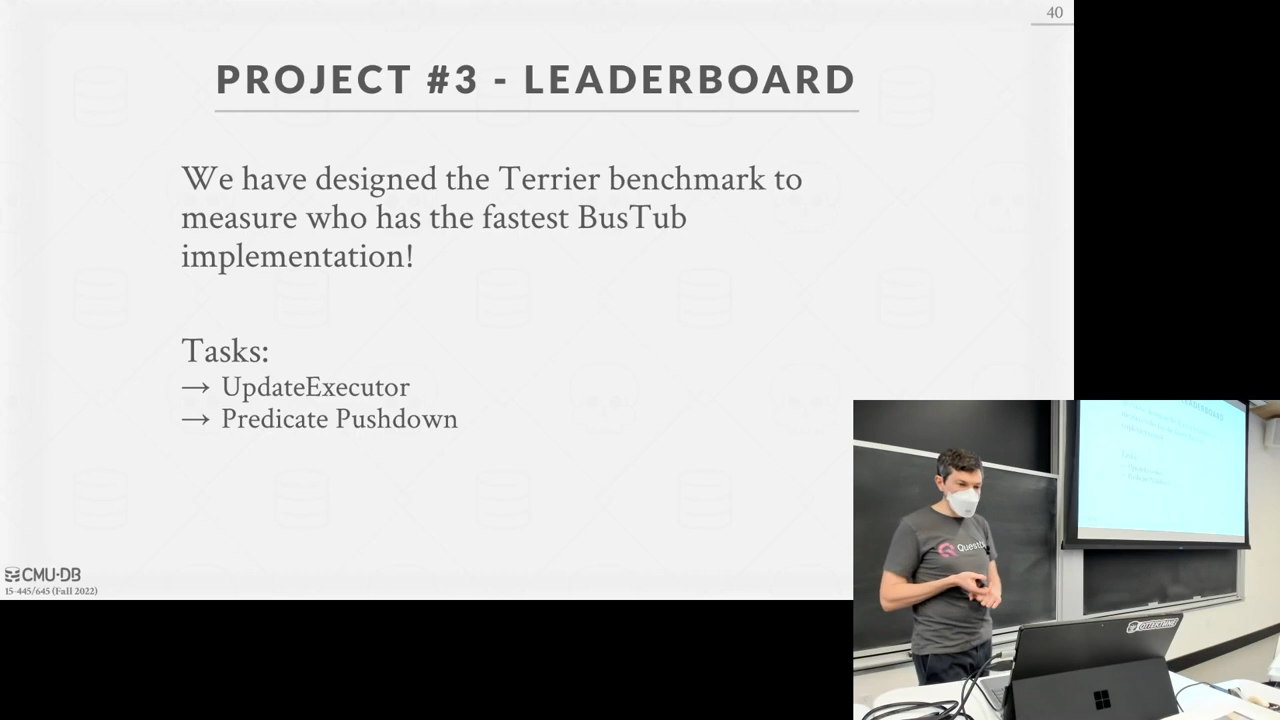 40
PROJECT #3 - LEADERBOARD
We have designed the Terrier benchmark to
measure who has the fastest BusTub
implementation!
Tasks:
→ UpdateExecutor
→ Predicate Pushdown
CMU·DB
15-445/645 (Fall 2022)